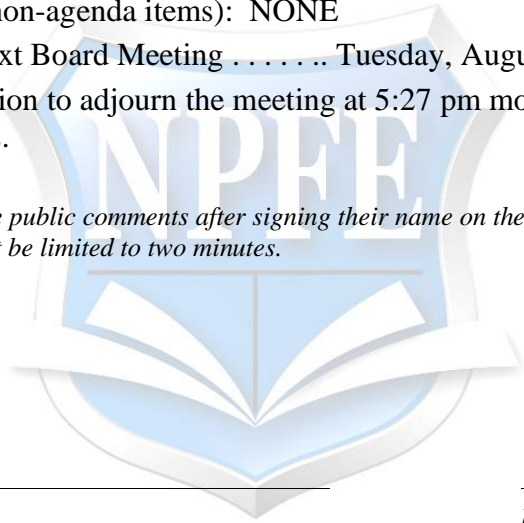 non-agenda items): NONE
xt Board Meeting . . . . . .. Tuesday, Augu
ion to adjourn the meeting at 5:27 pm mo
.
NPFE
e public comments after signing their name on the
t be limited to two minutes.